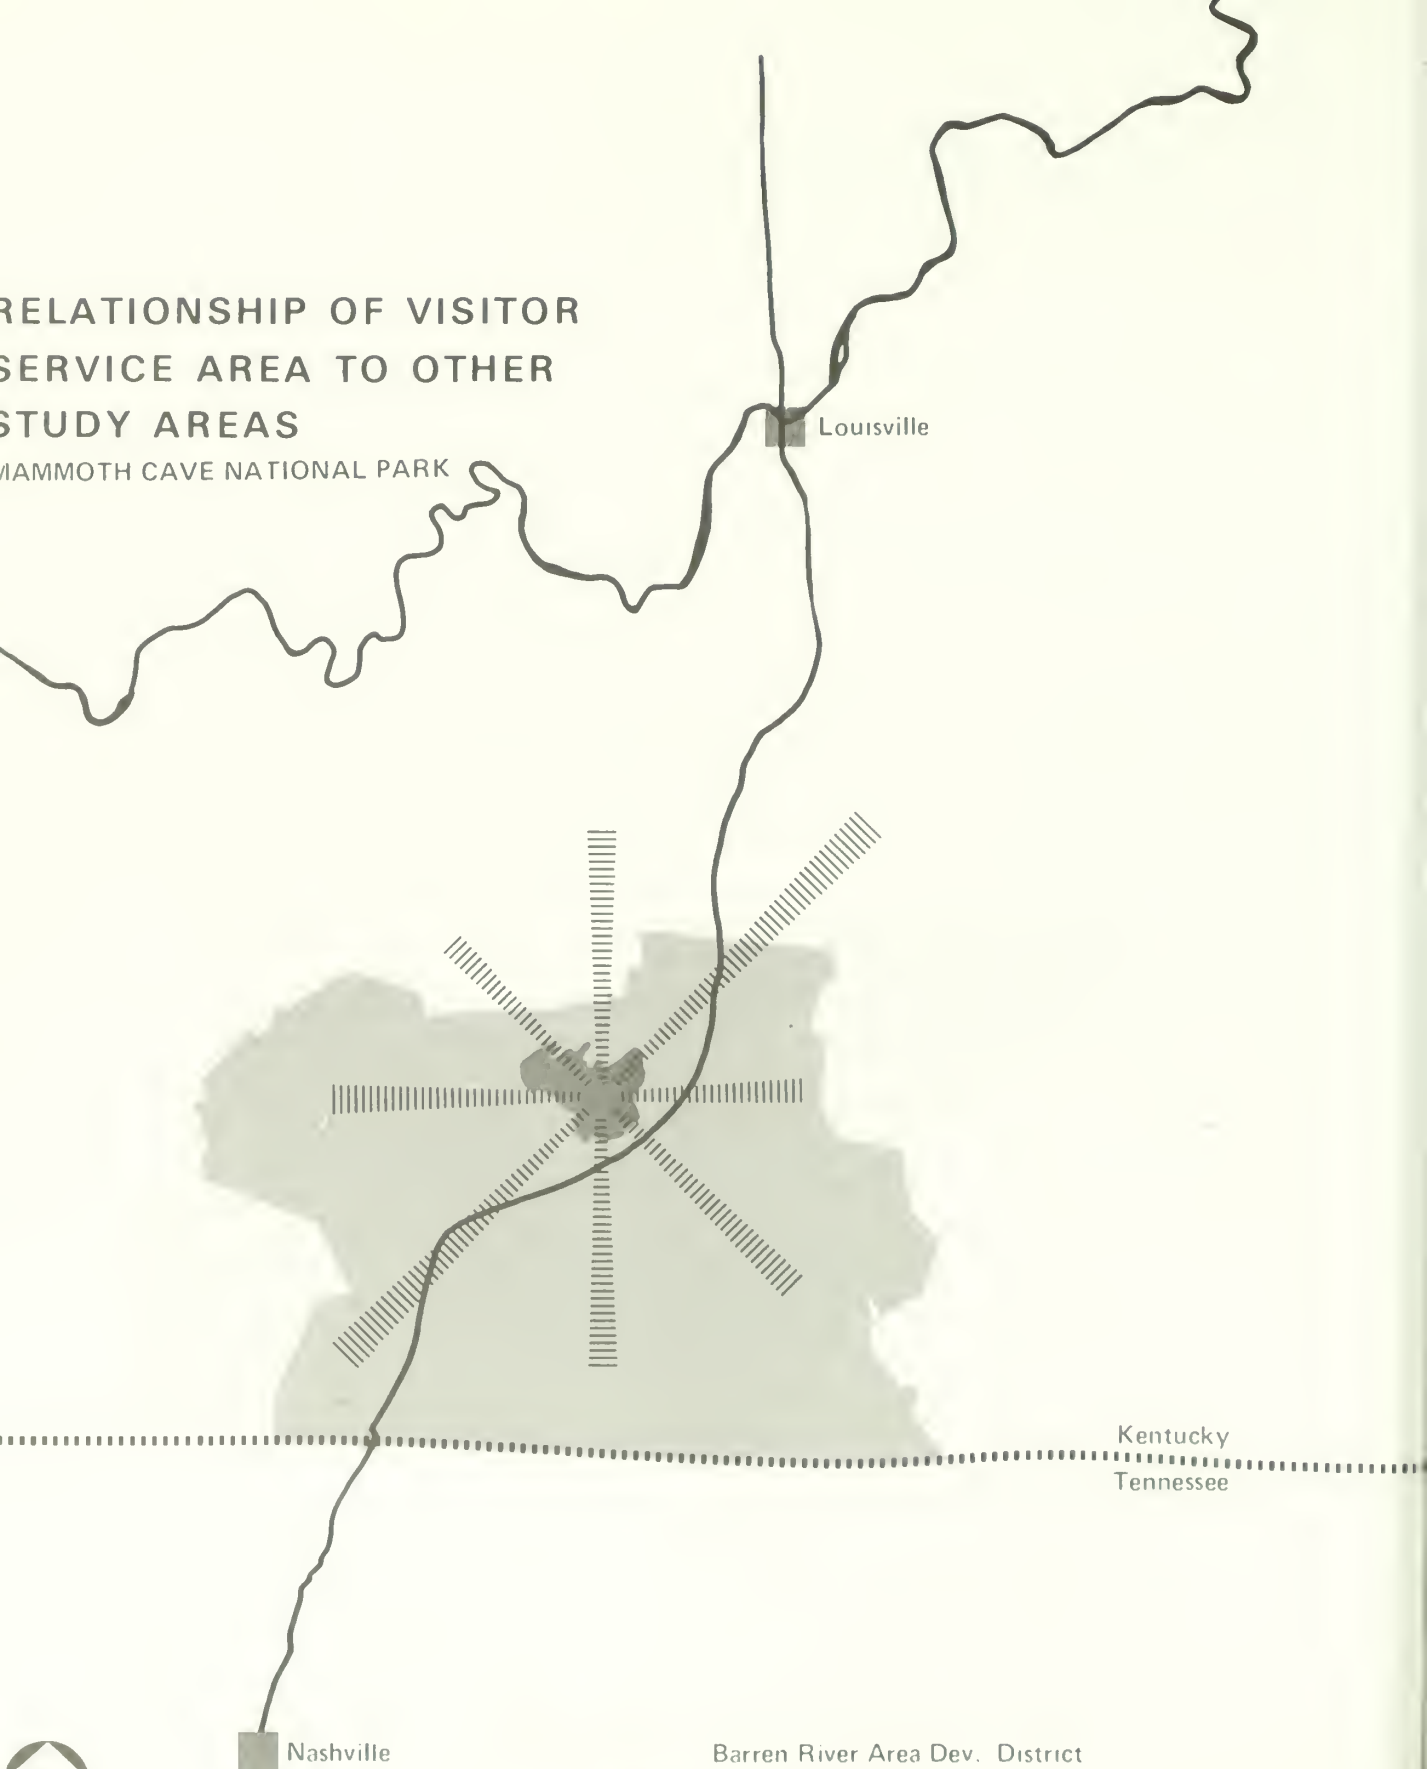 RELATIONSHIP OF VISITOR
SERVICE AREA TO OTHER
STUDY AREAS
MAMMOTH CAVE NATIONAL PARK
Louisville
Kentucky
Tennessee
Nashville
Barren River Area Dev. District